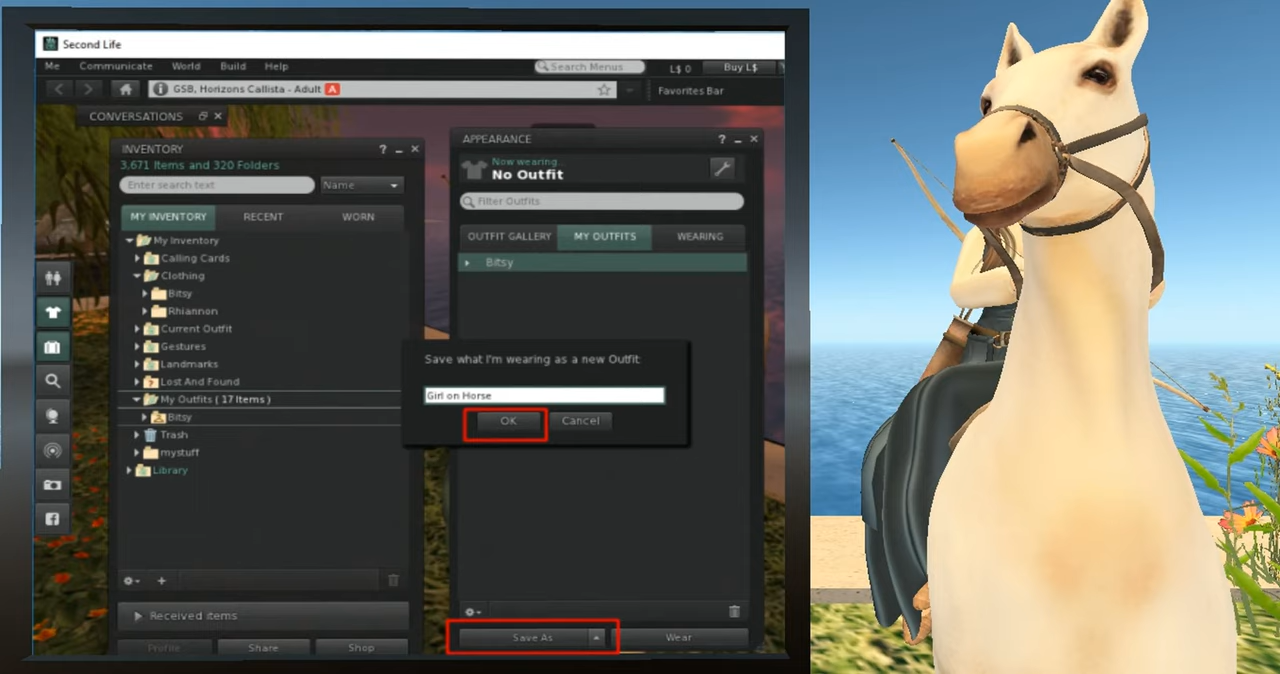 Second Life
Me Communicate World Build Help Search Menus L$ 0 Buy L$
GSB, Horizons Callista - Adult A Favorites Bar
CONVERSATIONS
INVENTORY
3,671 Items and 320 Folders
Enter search text Name
MY INVENTORY RECENT WORN
My Inventory
Calling Cards
Clothing
Bitsy
Rhiannon
Current Outfit
Gestures
Landmarks
Lost And Found
My Outfits ( 17 Items )
Bitsy
Trash
mystuff
Library
Received items
Profile Share Shop
APPEARANCE
Now wearing...
No Outfit
Filter Outfits
OUTFIT GALLERY MY OUTFITS WEARING
Bitsy
Save what I'm wearing as a new Outfit:
Girl on Horse
OK Cancel
Save As Wear